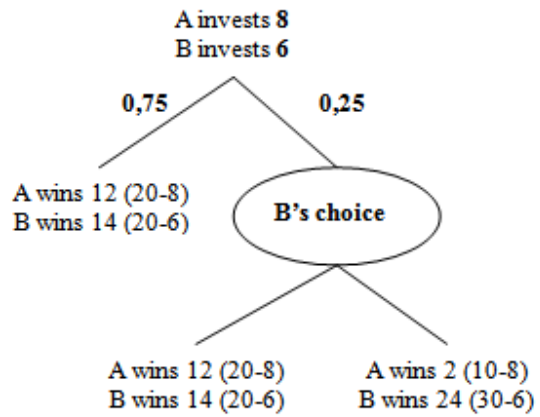 A invests 8
B invests 6
0,75
0,25
A wins 12 (20-8)
B wins 14 (20-6)
B's choice
A wins 12 (20-8)
B wins 14 (20-6)
A wins 2 (10-8)
B wins 24 (30-6)